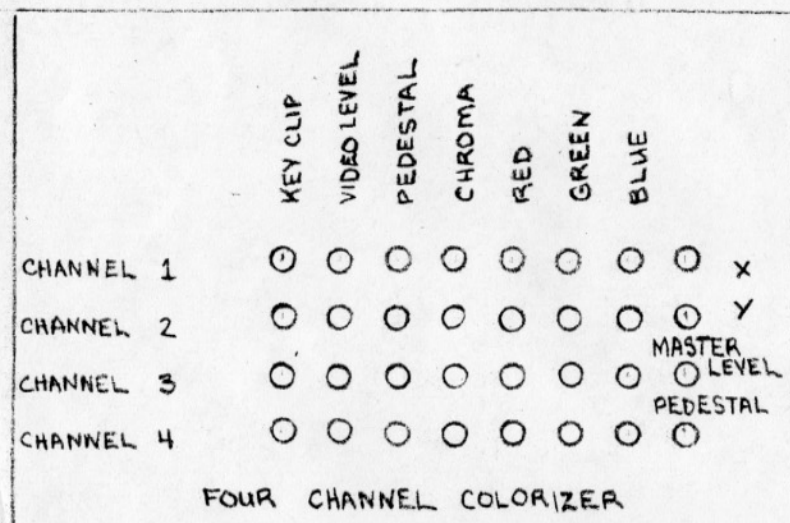 KEY CLIP
VIDEO LEVEL
PEDESTAL
CHROMA
RED
GREEN
BLUE
CHANNEL 1 X
CHANNEL 2 Y
MASTER
CHANNEL 3 LEVEL
PEDESTAL
CHANNEL 4
FOUR CHANNEL COLORIZER